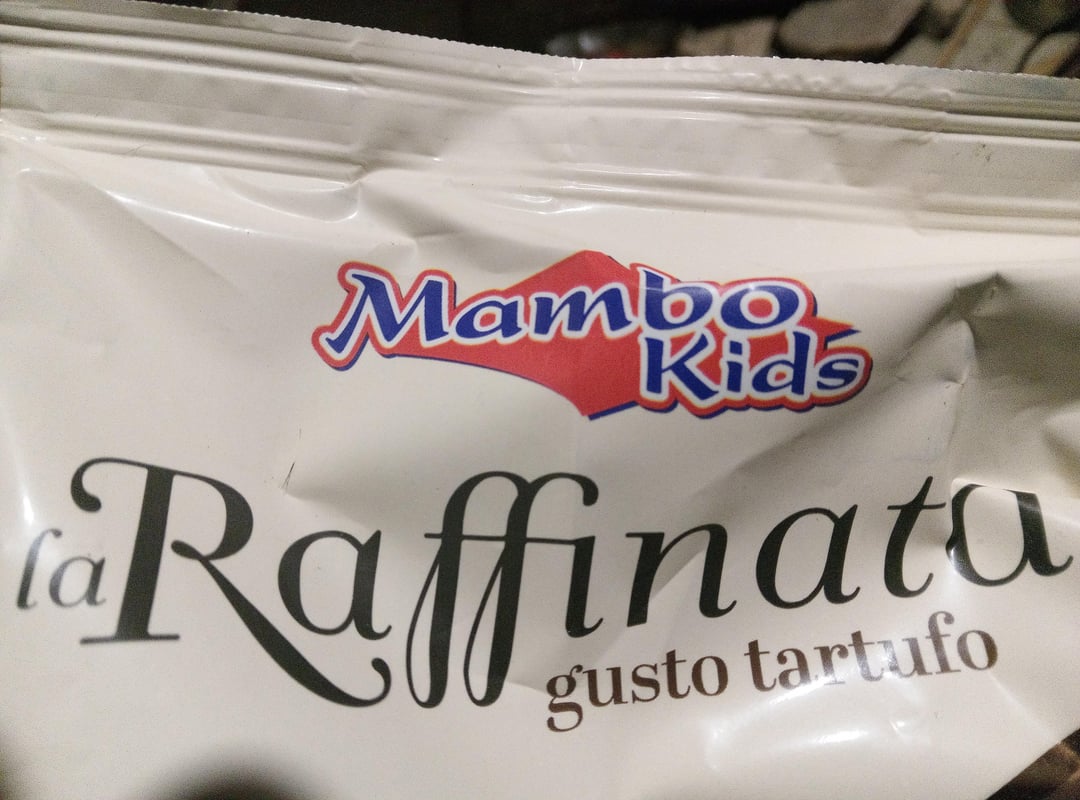 Mambo
Kids
la Raffinata
gusto tartufo